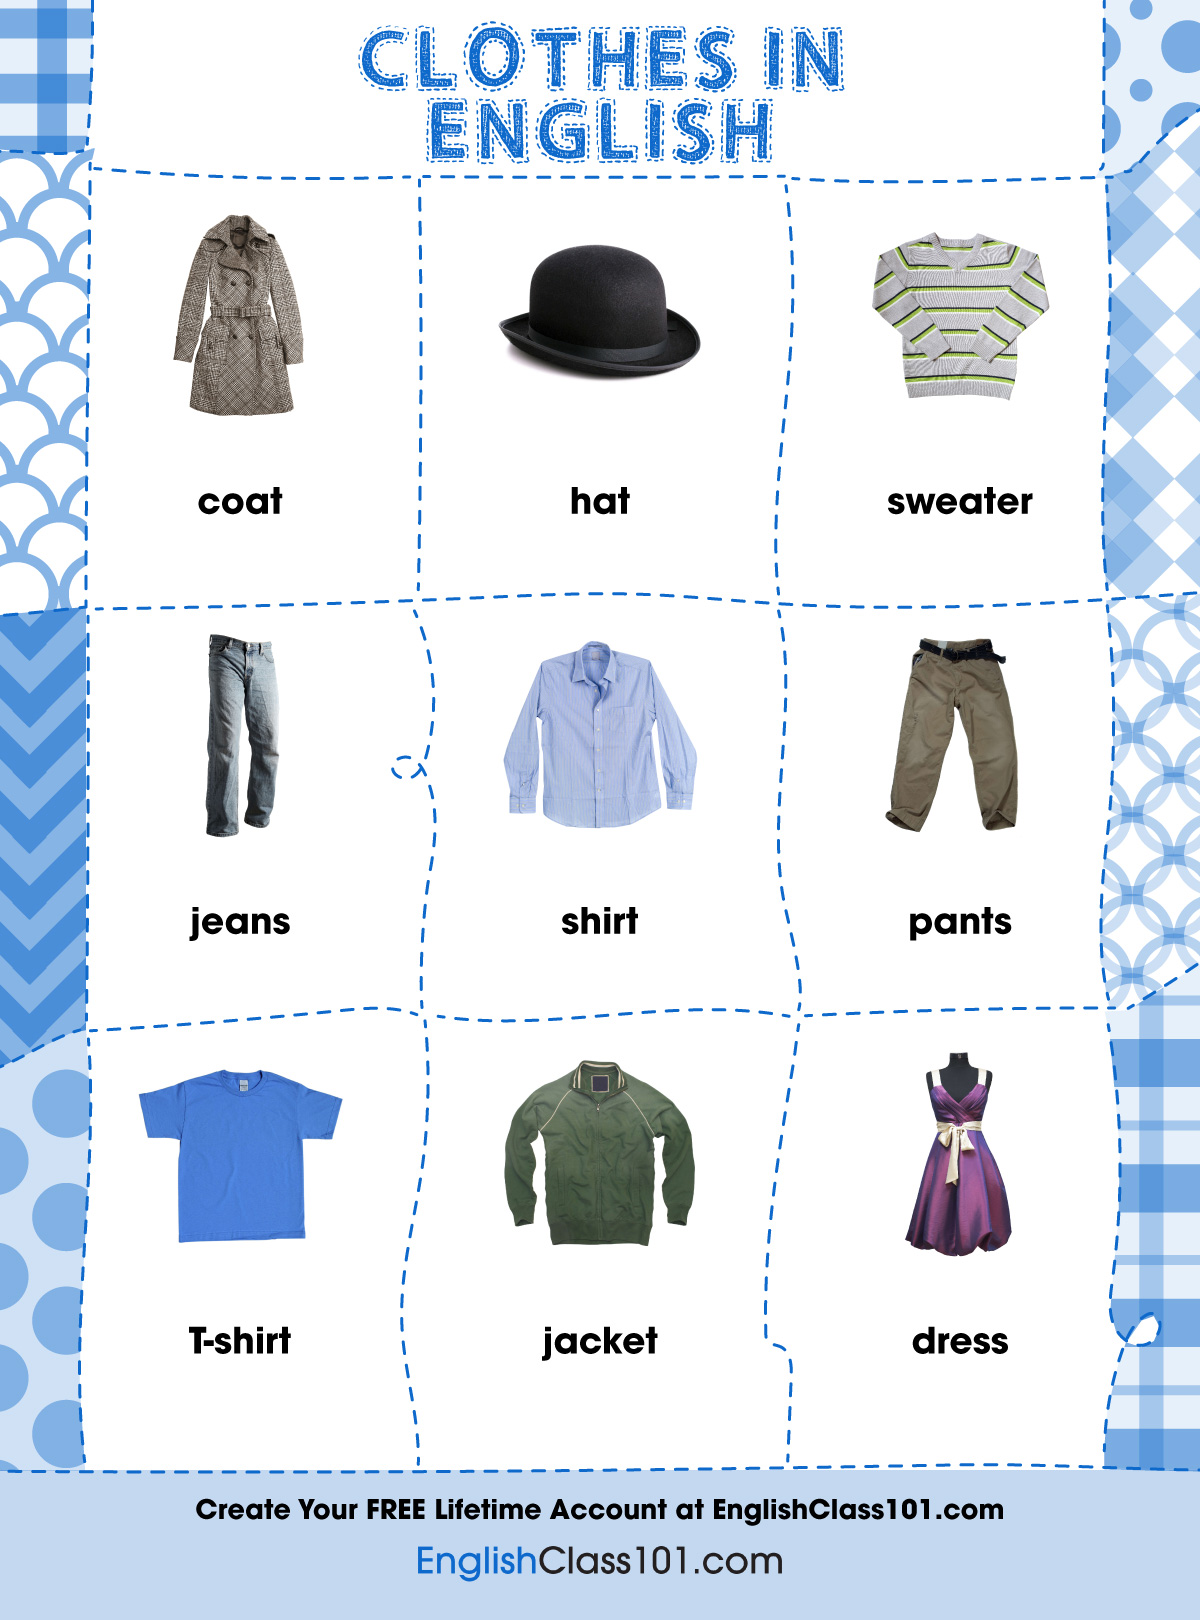 CLOTHES IN
ENGLISH
coat
hat
sweater
jeans
shirt
pants
T-shirt
jacket
dress
Create Your FREE Lifetime Account at EnglishClass101.com
EnglishClass101.com